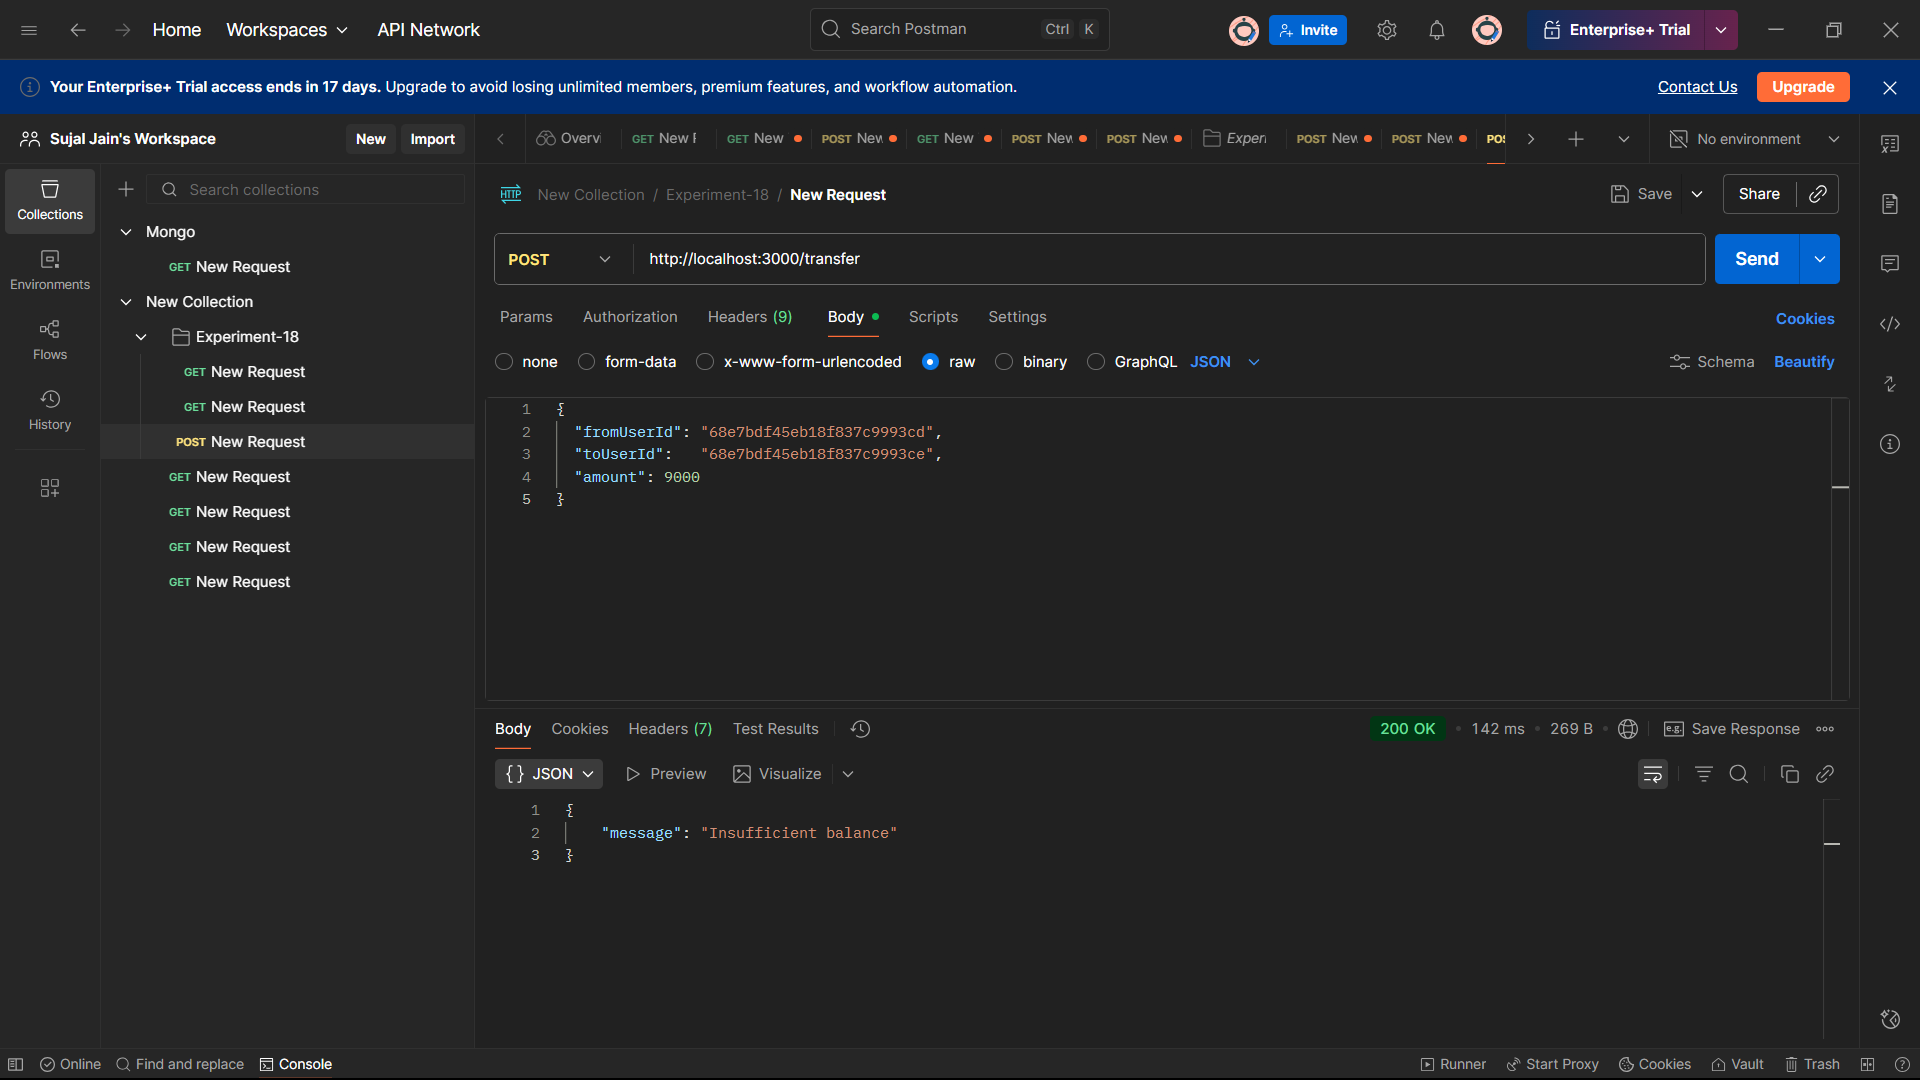 Home Workspaces API Network
Search Postman Ctrl K
Invite
Enterprise+ Trial
Your Enterprise+ Trial access ends in 17 days. Upgrade to avoid losing unlimited members, premium features, and workflow automation.
Contact Us Upgrade
Sujal Jain's Workspace New Import
GET New POST New GET New POST New POST New POST New POST New
No environment
Collections
Environments
Flows
History
Search collections
Mongo
GET New Request
New Collection
Experiment-18
GET New Request
GET New Request
POST New Request
GET New Request
GET New Request
GET New Request
GET New Request
HTTP New Collection / Experiment-18 / New Request
Save Share
POST http://localhost:3000/transfer Send
Params Authorization Headers (9) Body Scripts Settings Cookies
none form-data x-www-form-urlencoded raw binary GraphQL JSON Schema Beautify
1 {
2 "fromUserId": "68e7bdf45eb18f837c9993cd",
3 "toUserId": "68e7bdf45eb18f837c9993ce",
4 "amount": 9000
5 }
Body Cookies Headers (7) Test Results
200 OK • 142 ms • 269 B e.g. Save Response
{} JSON Preview Visualize
1 {
2 "message": "Insufficient balance"
3 }
Online Find and replace Console
Runner Start Proxy Cookies Vault Trash